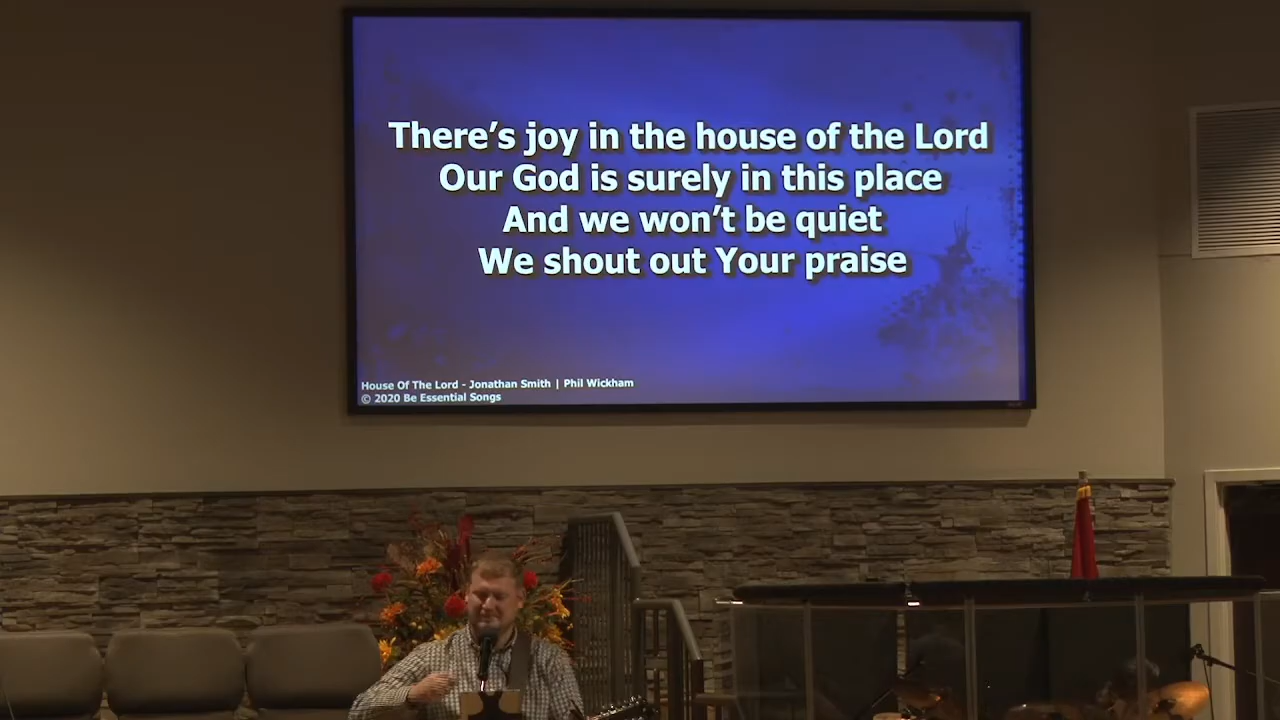 There's joy in the house of the Lord
Our God is surely in this place
And we won't be quiet
We shout out Your praise
House Of The Lord - Jonathan Smith | Phil Wickham
© 2020 Be Essential Songs